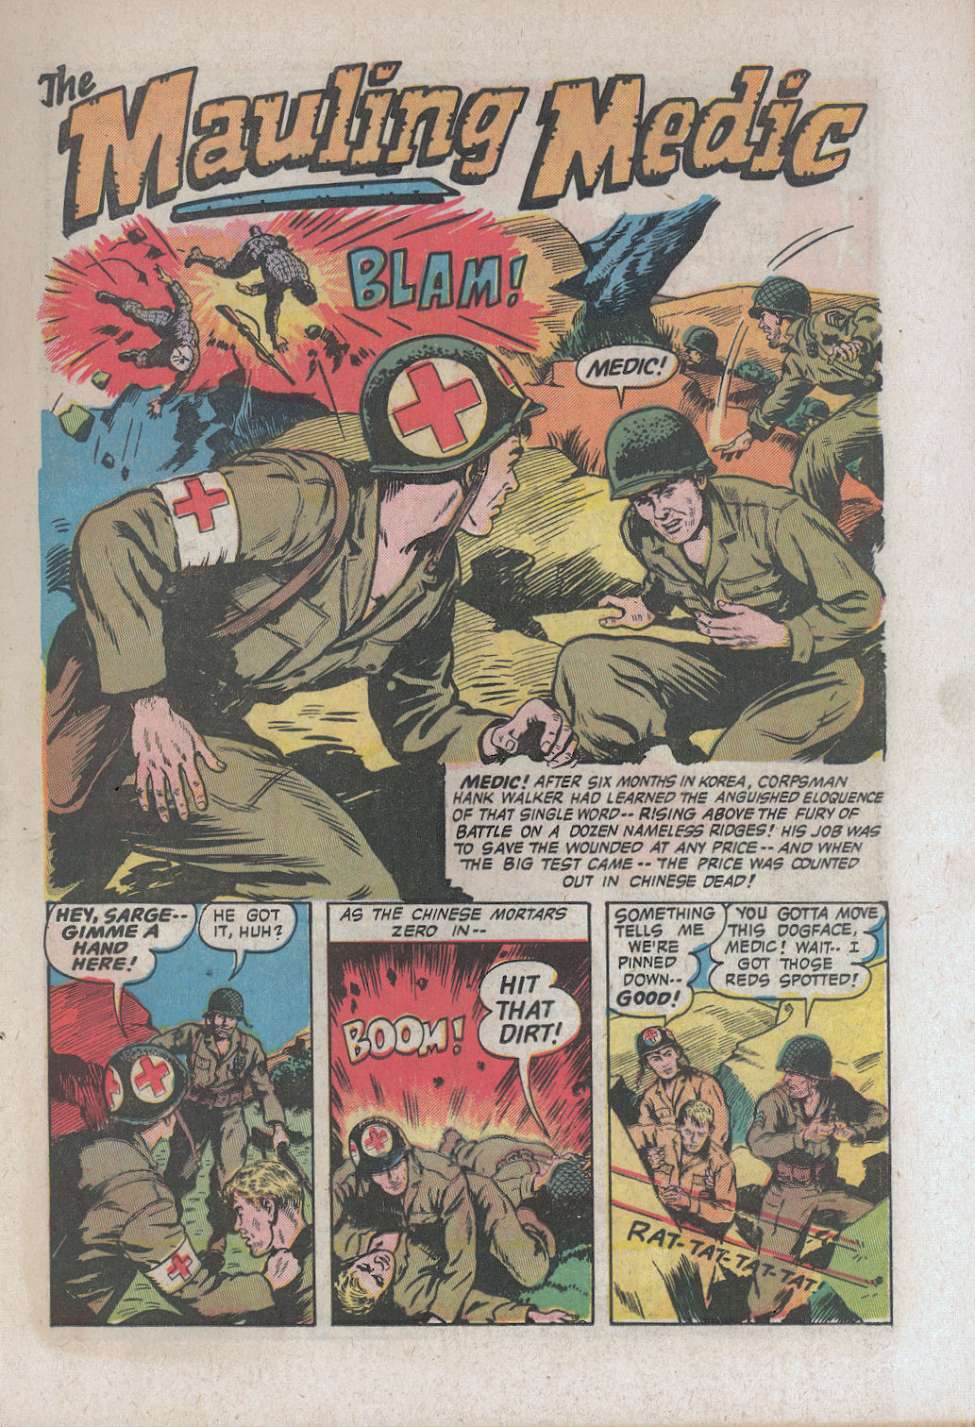 The
Mauling Medic
BLAM!
MEDIC!
MEDIC! AFTER SIX MONTHS IN KOREA, CORPSMAN
HANK WALKER HAD LEARNED THE ANGUISHED ELOQUENCE
OF THAT SINGLE WORD-- RISING ABOVE THE FURY OF
BATTLE ON A DOZEN NAMELESS RIDGES! HIS JOB WAS
TO SAVE THE WOUNDED AT ANY PRICE-- AND WHEN
THE BIG TEST CAME-- THE PRICE WAS COUNTED
OUT IN CHINESE DEAD!
HEY, SARGE--
GIMME A
HAND
HERE!
HE GOT
IT, HUH?
AS THE CHINESE MORTARS
ZERO IN--
BOOM!
HIT
THAT
DIRT!
SOMETHING
TELLS ME
WE'RE
PINNED
DOWN--
GOOD!
YOU GOTTA MOVE
THIS DOGFACE,
MEDIC! WAIT-- I
GOT THOSE
REDS SPOTTED!
RAT-TAT-TAT-TAT!